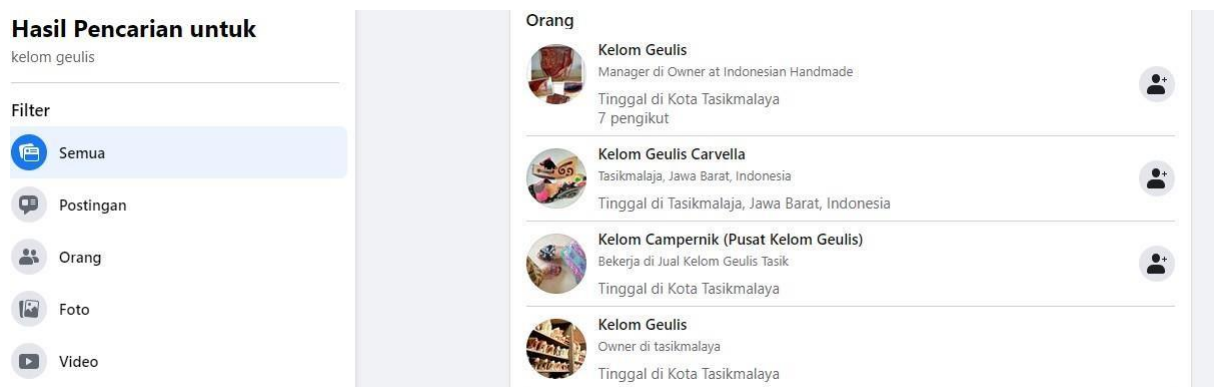 Hasil Pencarian untuk
kelom geulis
Filter
Semua
Postingan
Orang
Foto
Video
Orang
Kelom Geulis
Manager di Owner at Indonesian Handmade
Tinggal di Kota Tasikmalaya
7 pengikut
Kelom Geulis Carvella
Tasikmalaja, Jawa Barat, Indonesia
Tinggal di Tasikmalaja, Jawa Barat, Indonesia
Kelom Campernik (Pusat Kelom Geulis)
Bekerja di Jual Kelom Geulis Tasik
Tinggal di Kota Tasikmalaya
Kelom Geulis
Owner di tasikmalaya
Tinggal di Kota Tasikmalaya